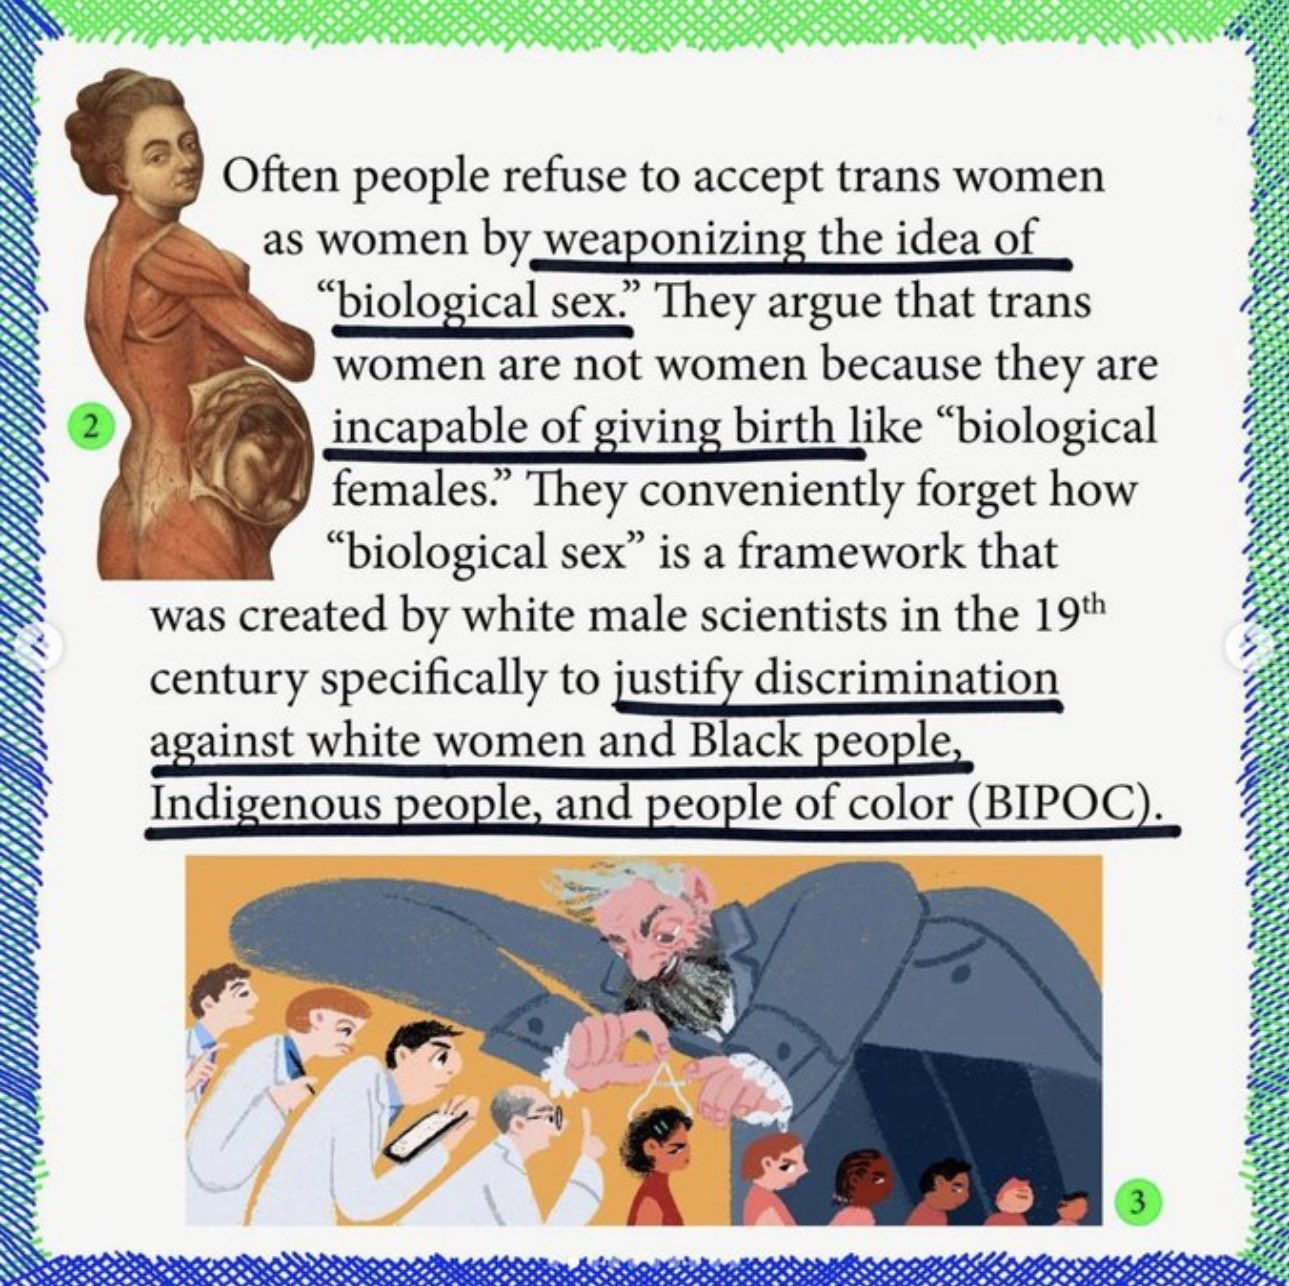 Often people refuse to accept trans women
as women by weaponizing the idea of
“biological sex.” They argue that trans
women are not women because they are
2
incapable of giving birth like “biological
females.” They conveniently forget how
“biological sex” is a framework that
was created by white male scientists in the 19th
century specifically to justify discrimination
against white women and Black people,
Indigenous people, and people of color (BIPOC).
3